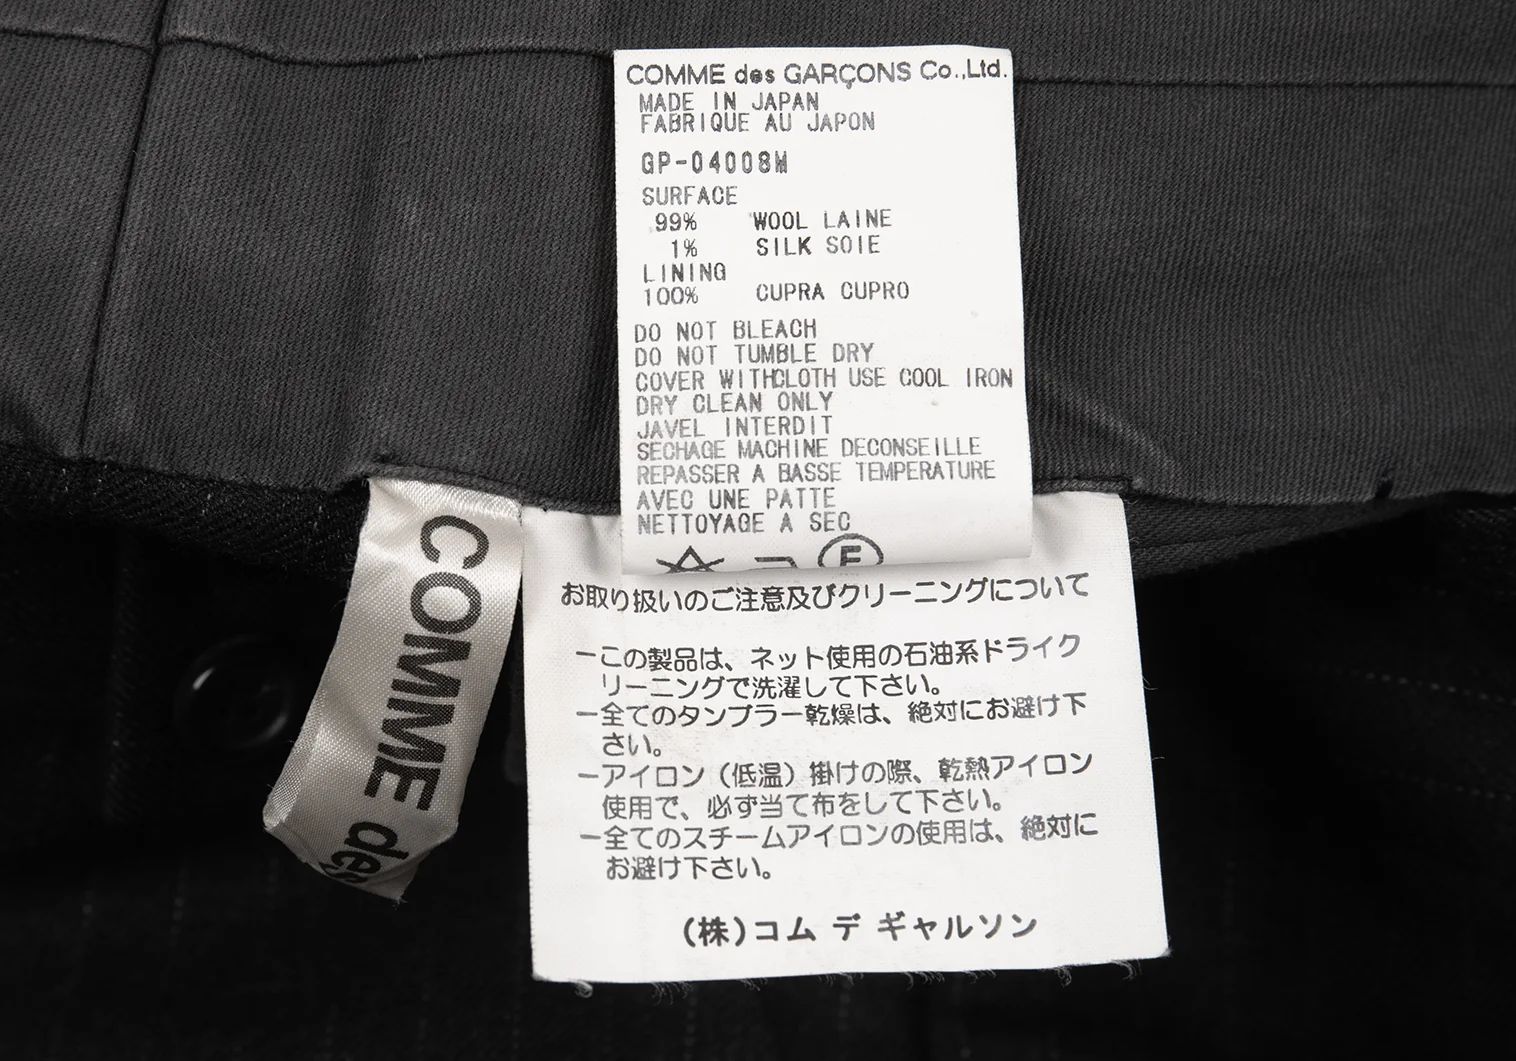 COMME des GARÇONS Co.,Ltd.
MADE IN JAPAN
FABRIQUE AU JAPON
GP-04008M
SURFACE
99% WOOL LAINE
1% SILK SOIE
LINING
100% CUPRA CUPRO
DO NOT BLEACH
DO NOT TUMBLE DRY
COVER WITHCLOTH USE COOL IRON
DRY CLEAN ONLY
JAVEL INTERDIT
SECHAGE MACHINE DECONSEILLE
REPASSER A BASSE TEMPERATURE
AVEC UNE PATTE
NETTOYAGE A SEC
F
COMME des
お取り扱いのご注意及びクリーニングについて
ーこの製品は、ネット使用の石油系ドライク
リーニングで洗濯して下さい。
ー全てのタンブラー乾燥は、絶対にお避け下
さい。
ーアイロン（低温）掛けの際、乾熱アイロン
使用で、必ず当て布をして下さい。
ー全てのスチームアイロンの使用は、絶対に
お避け下さい。
(株)コム デ ギャルソン